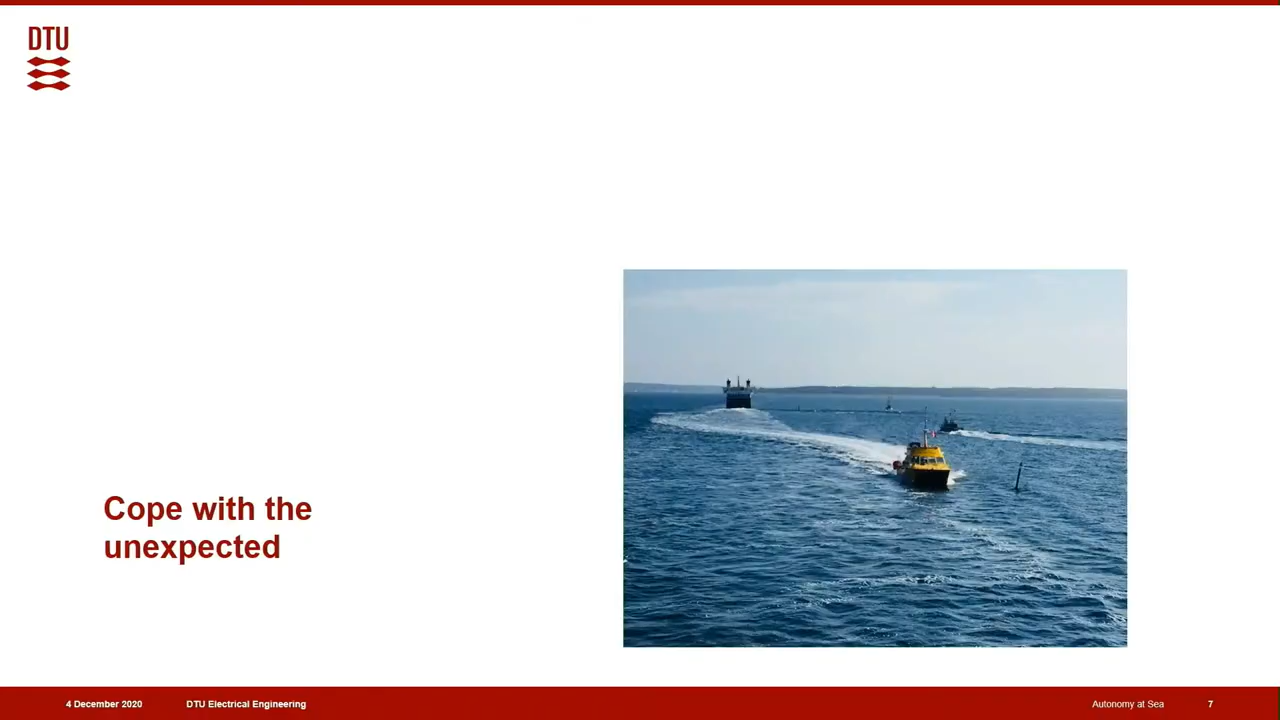 DTU
Cope with the
unexpected
4 December 2020 DTU Electrical Engineering Autonomy at Sea 7